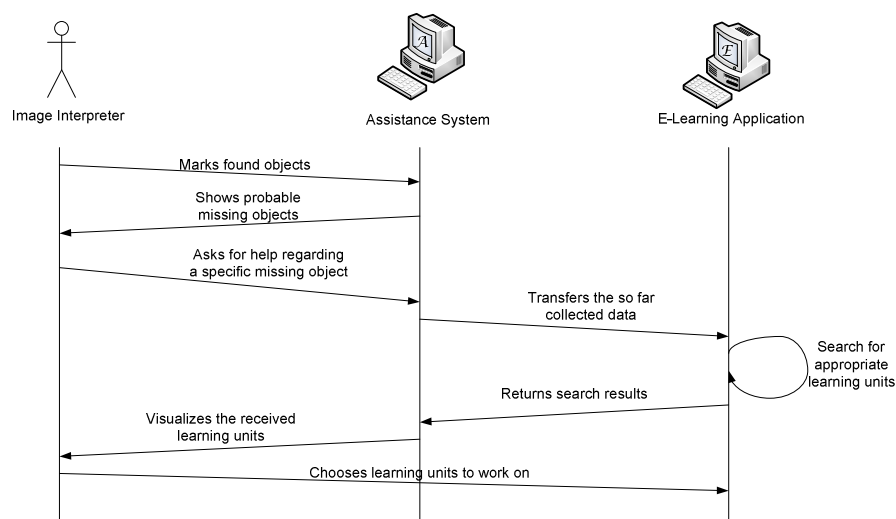 A
E
Image Interpreter
Assistance System
E-Learning Application
Marks found objects
Shows probable
missing objects
Asks for help regarding
a specific missing object
Transfers the so far
collected data
Search for
appropriate
learning units
Returns search results
Visualizes the received
learning units
Chooses learning units to work on